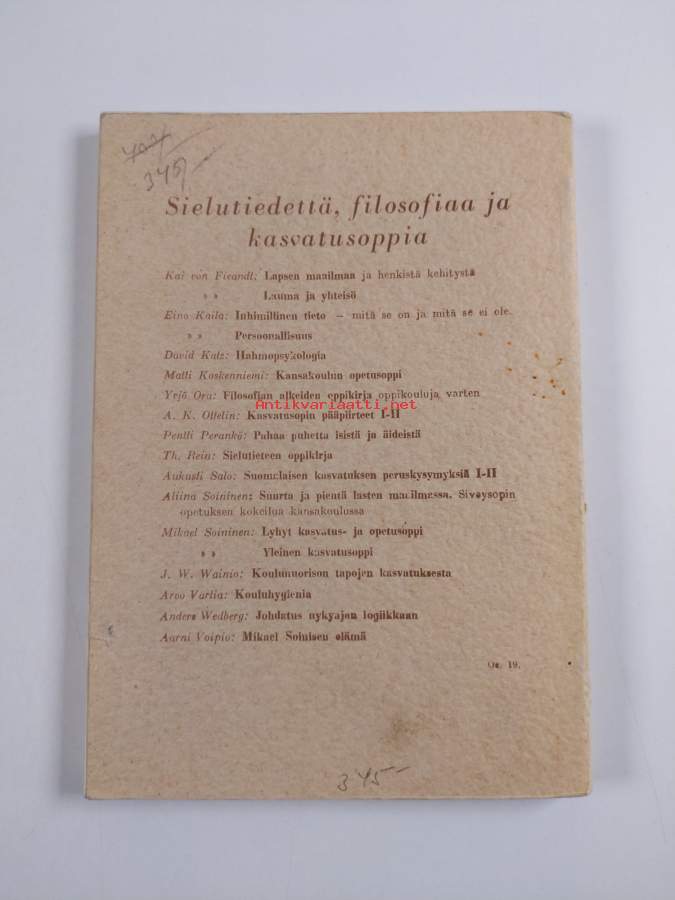 345,-
Sielutiedettä, filosofiaa ja
kasvatusoppia
Kai von Fieandt: Lapsen maailmaa ja henkistä kehitystä
„ „ Lauma ja yhteisö
Eino Kaila: Inhimillinen tieto — mitä se on ja mitä se ei ole.
„ „ Persoonallisuus
David Katz: Hahmopsykologia
Matti Koskenniemi: Kansakoulun opetusoppi
Yrjö Oru: Filosofian alkeiden oppikirja oppikouluja varten
Antikvariaatti.net
A. K. Ottelin: Kasvatusopin pääpiirteet I-II
Pentti Perankö: Pahaa puhetta isistä ja äideistä
Th. Rein: Sielutieteen oppikirja
Aukusti Salo: Suomalaisen kasvatuksen peruskysymyksiä I-II
Aliina Soininen: Suurta ja pientä lasten maailmassa. Siveysopin
opetuksen kokeilua kansakoulussa
Mikael Soininen: Lyhyt kasvatus- ja opetusoppi
„ „ Yleinen kasvatusoppi
J. W. Wainio: Koulunuorison tapojen kasvatuksesta
Arvo Vartia: Kouluhygienia
Anders Wedberg: Johdatus nykyajan logiikkaan
Aarni Voipio: Mikael Soinisen elämä
Os. 19.
345,-